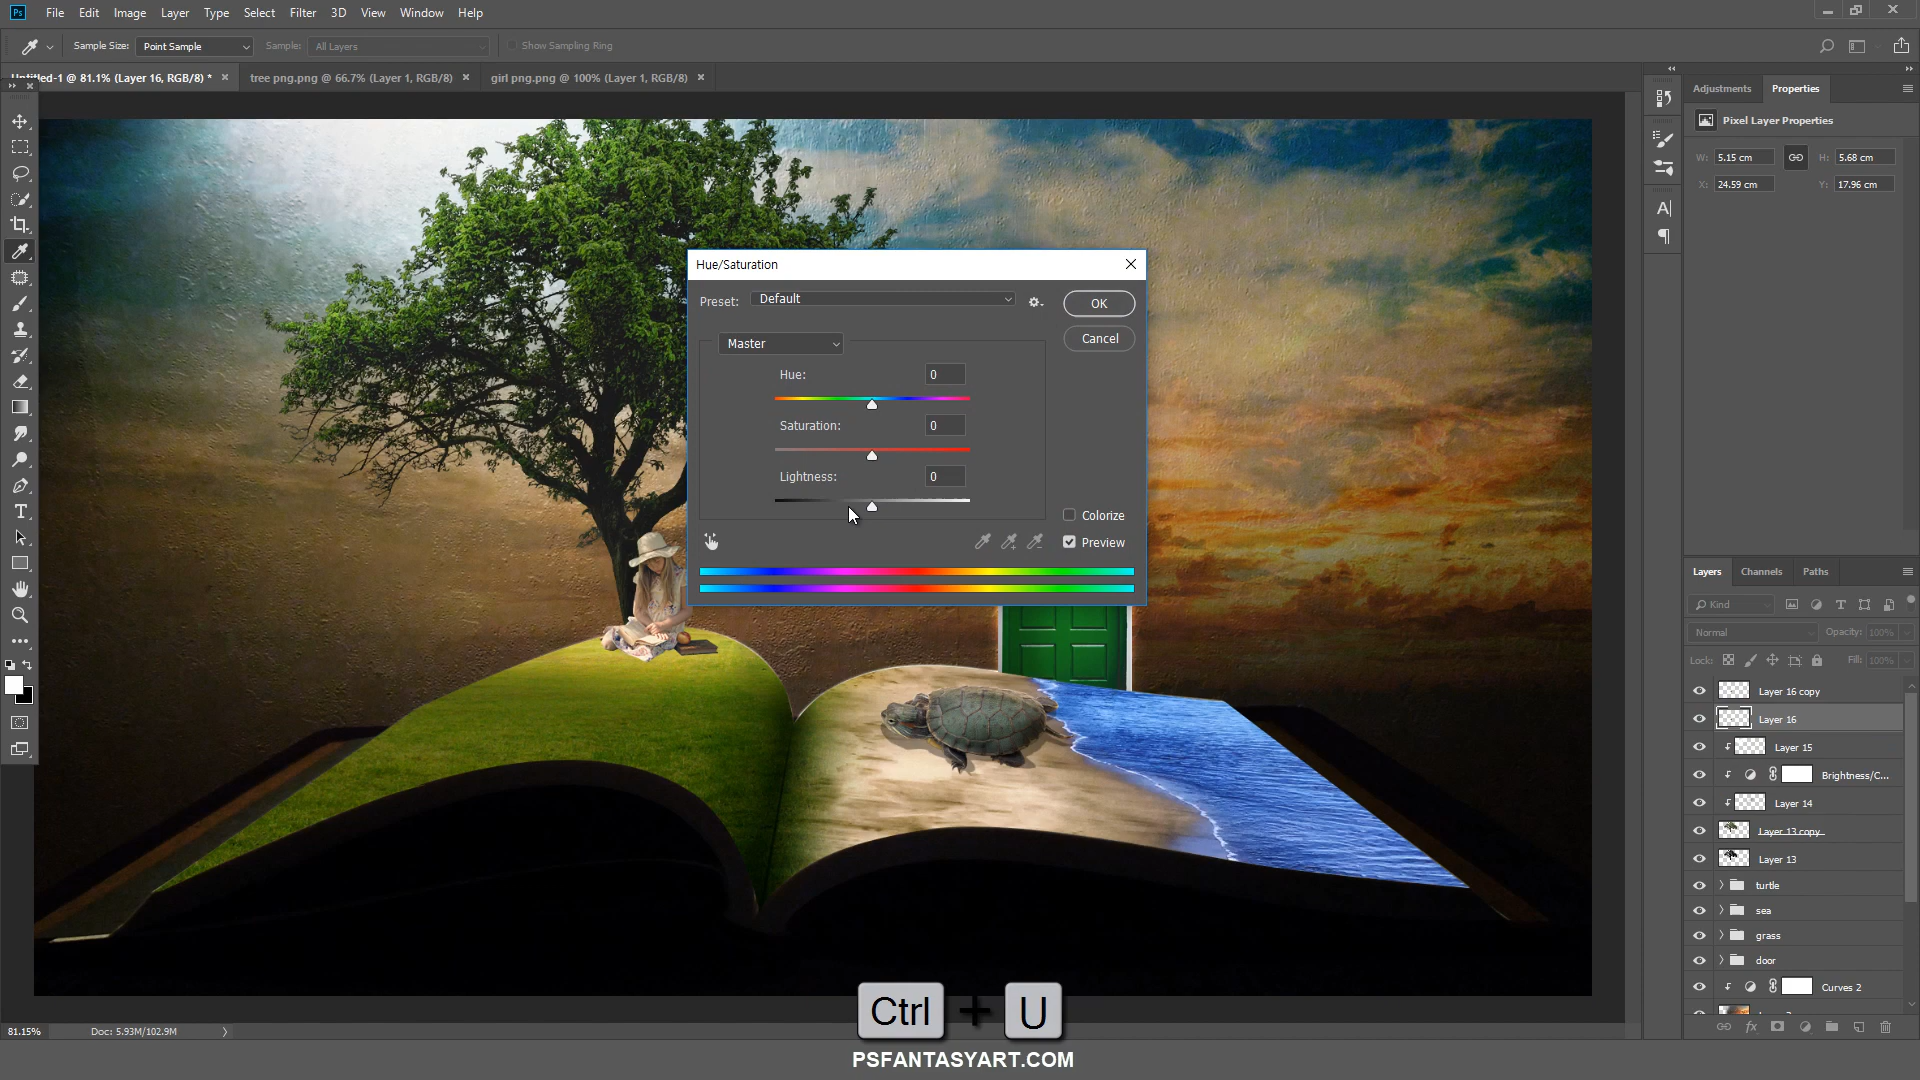 Ps File Edit Image Layer Type Select Filter 3D View Window Help
Sample Size: Point Sample Sample: All Layers Show Sampling Ring
Untitled-1 @ 81.1% (Layer 16, RGB/8) * × tree png.png @ 66.7% (Layer 1, RGB/8) × girl png.png @ 100% (Layer 1, RGB/8) ×
Adjustments Properties
Pixel Layer Properties
W: 5.15 cm H: 5.68 cm
X: 24.59 cm Y: 17.96 cm
Hue/Saturation
Preset: Default
OK
Cancel
Master
Hue: 0
Saturation: 0
Lightness: 0
Colorize
Preview
Layers Channels Paths
Kind
Normal Opacity: 100%
Lock: Fill: 100%
Layer 16 copy
Layer 16
Layer 15
Brightness/C...
Layer 14
Layer 13 copy
Layer 13
turtle
sea
grass
door
Curves 2
81.15% Doc: 5.93M/102.9M
Ctrl + U
PSFANTASYART.COM